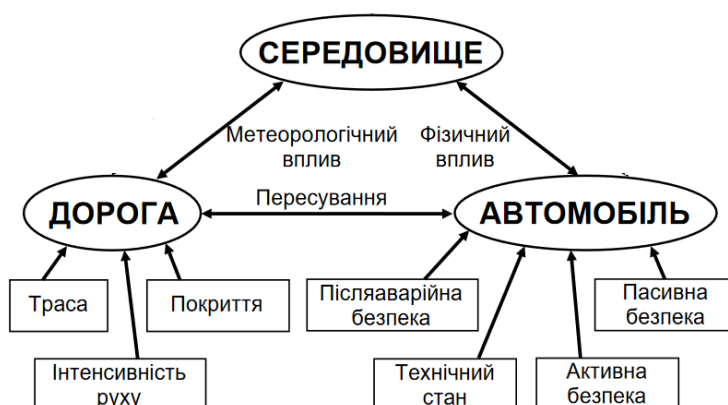 СЕРЕДОВИЩЕ
Метеорологічний
вплив
Фізичний
вплив
Пересування
ДОРОГА
АВТОМОБІЛЬ
Траса
Покриття
Післяаварійна
безпека
Пасивна
безпека
Інтенсивність
руху
Технічний
стан
Активна
безпека